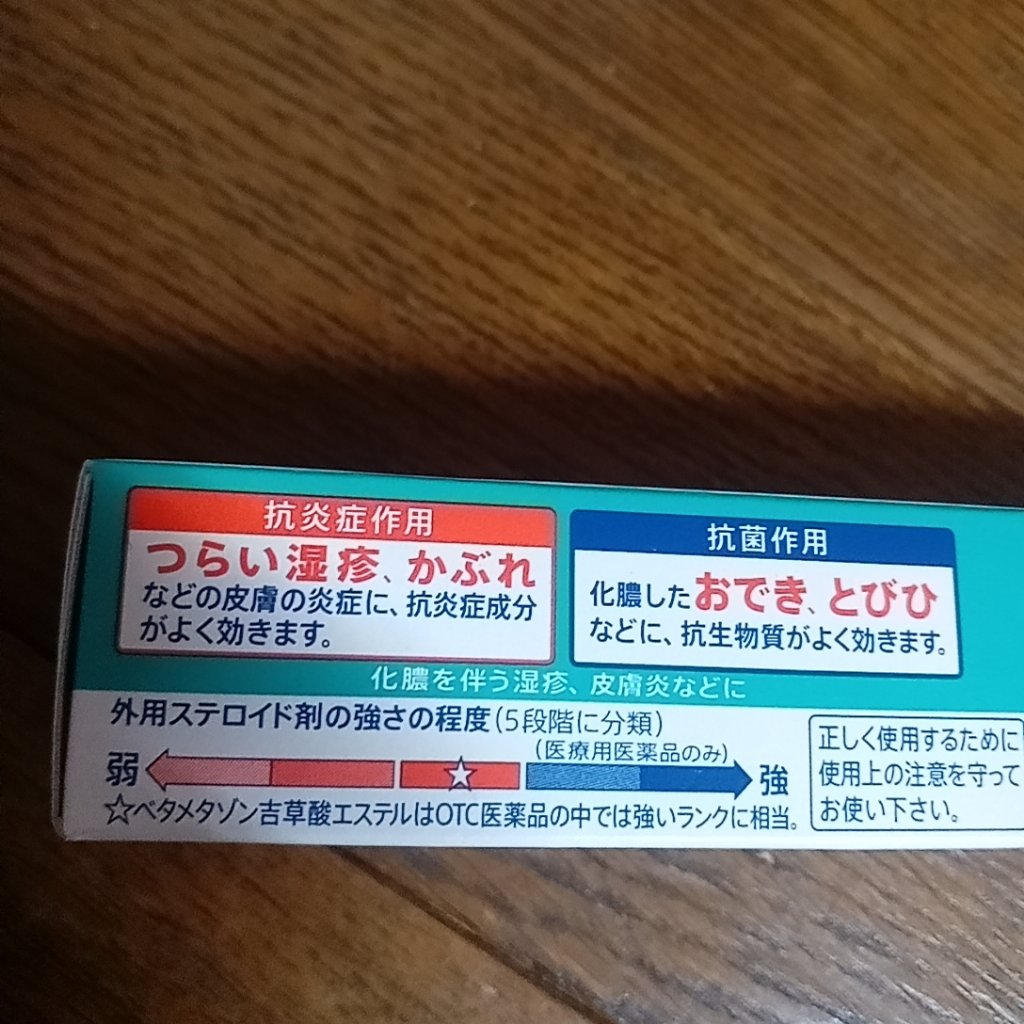 抗炎症作用
つらい湿疹、かぶれ
などの皮膚の炎症に、抗炎症成分
がよく効きます。
抗菌作用
化膿したおでき、とびひ
などに、抗生物質がよく効きます。
化膿を伴う湿疹、皮膚炎などに
外用ステロイド剤の強さの程度(5段階に分類)
(医療用医薬品のみ)
弱 ☆ 強
☆ベタメタゾン吉草酸エステルはOTC医薬品の中では強いランクに相当。
正しく使用するために
使用上の注意を守って
お使い下さい。